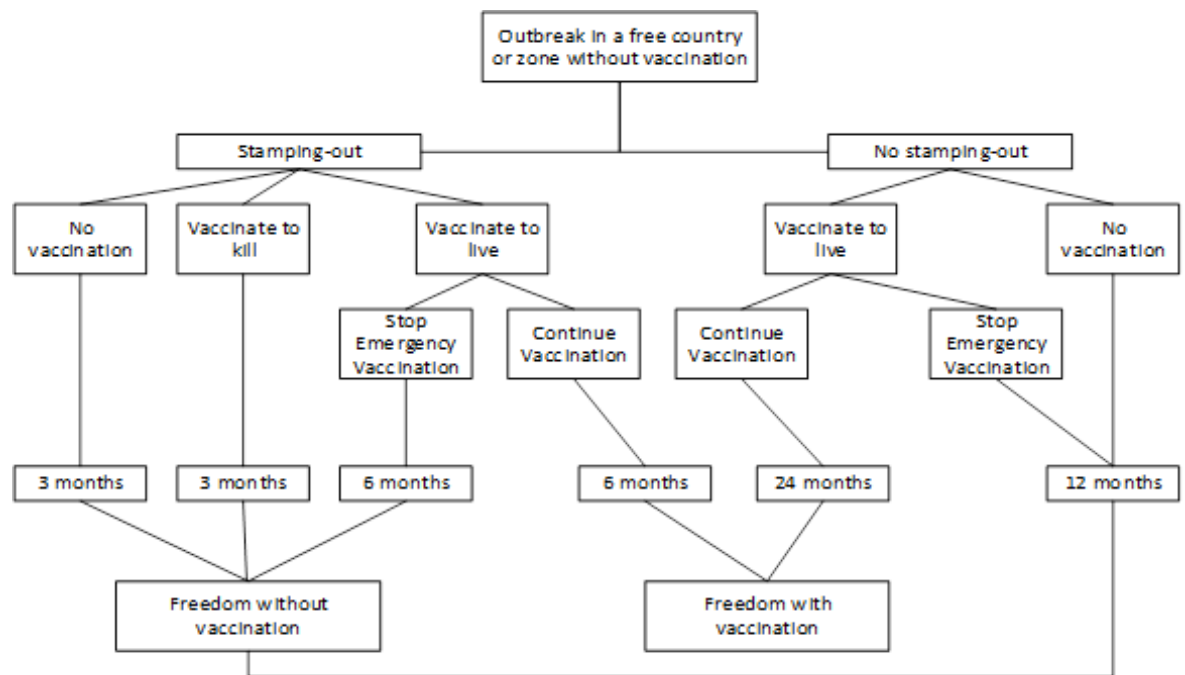 Outbreak in a free country
or zone without vaccination
Stamping-out
No stamping-out
No
vaccination
Vaccinate to
kill
Vaccinate to
live
Vaccinate to
live
No
vaccination
Stop
Emergency
Vaccination
Continue
Vaccination
Continue
Vaccination
Stop
Emergency
Vaccination
3 months
3 months
6 months
6 months
24 months
12 months
Freedom without
vaccination
Freedom with
vaccination